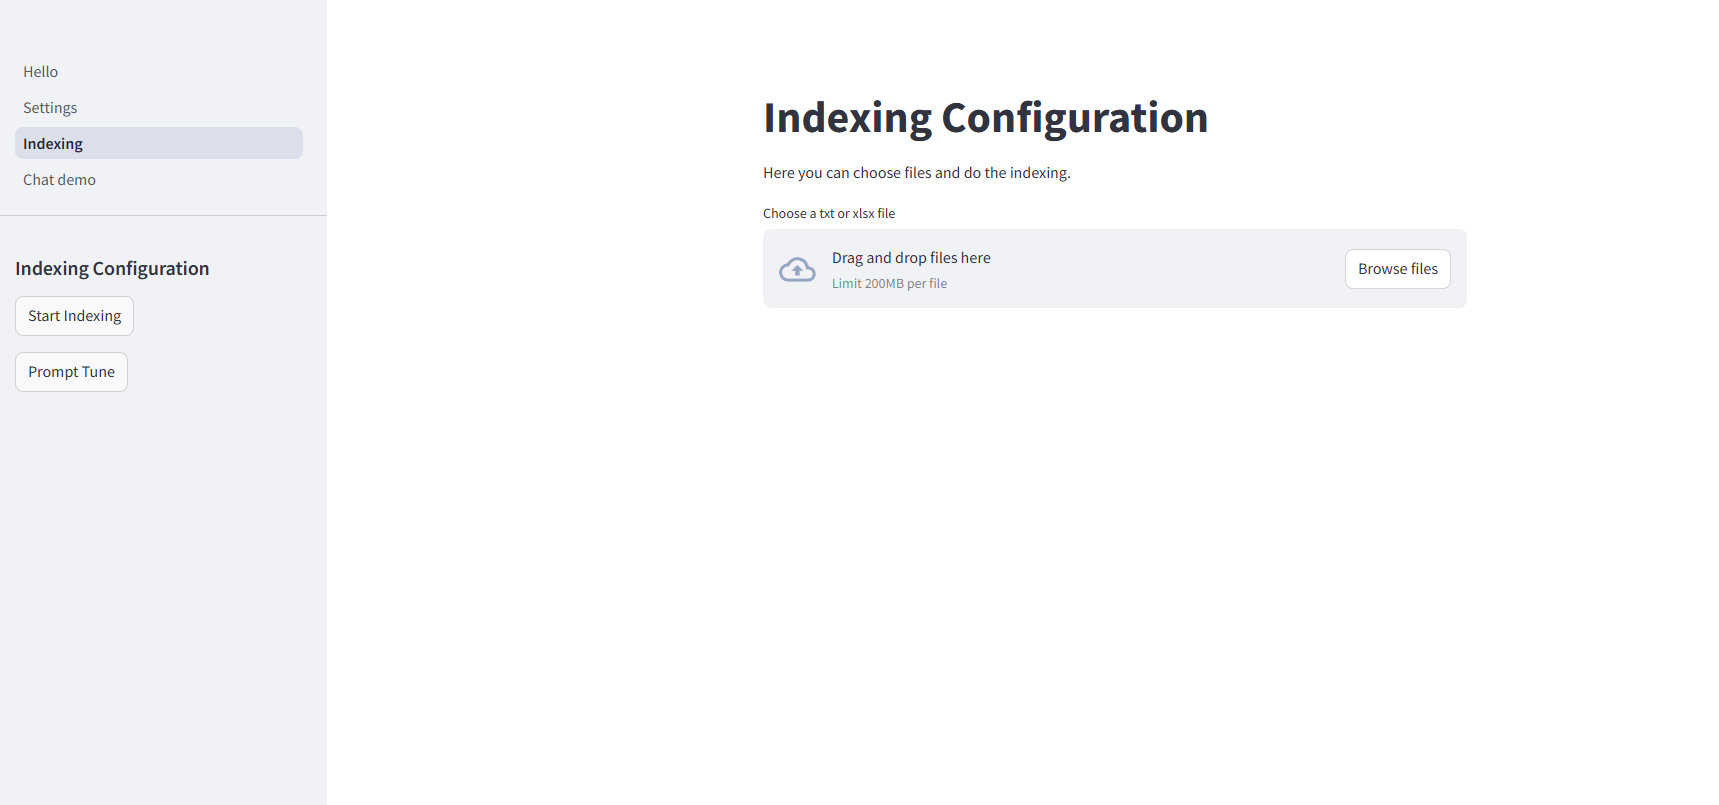 Hello
Settings
Indexing
Chat demo
Indexing Configuration
Start Indexing
Prompt Tune
Indexing Configuration
Here you can choose files and do the indexing.
Choose a txt or xlsx file
Drag and drop files here
Limit 200MB per file
Browse files